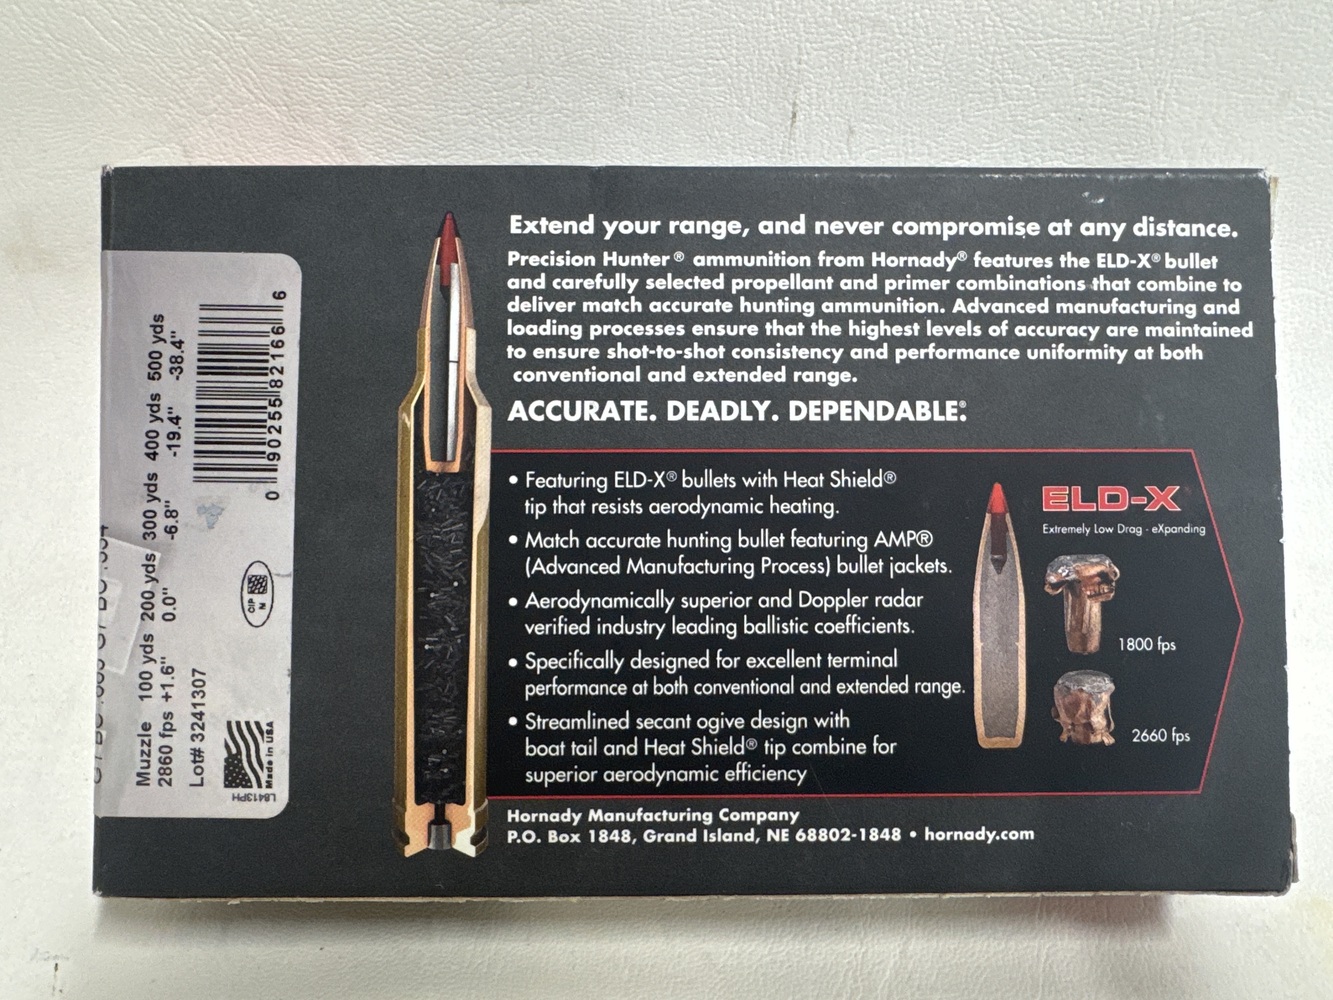 Extend your range, and never compromise at any distance.
Precision Hunter® ammunition from Hornady® features the ELD-X® bullet
and carefully selected propellant and primer combinations that combine to
deliver match accurate hunting ammunition. Advanced manufacturing and
loading processes ensure that the highest levels of accuracy are maintained
to ensure shot-to-shot consistency and performance uniformity at both
conventional and extended range.
ACCURATE. DEADLY. DEPENDABLE.®
• Featuring ELD-X® bullets with Heat Shield®
tip that resists aerodynamic heating.
• Match accurate hunting bullet featuring AMP®
(Advanced Manufacturing Process) bullet jackets.
• Aerodynamically superior and Doppler radar
verified industry leading ballistic coefficients.
• Specifically designed for excellent terminal
performance at both conventional and extended range.
• Streamlined secant ogive design with
boat tail and Heat Shield® tip combine for
superior aerodynamic efficiency
ELD-X®
Extremely Low Drag - eXpanding
1800 fps
2660 fps
Hornady Manufacturing Company
P.O. Box 1848, Grand Island, NE 68802-1848 • hornady.com
Muzzle 100 yds 200 yds 300 yds 400 yds 500 yds
2860 fps +1.6" 0.0" -6.8" -19.4" -38.4"
Lot# 3241307
0 90255 82166 6
CIP
N
Made in USA
L8413PH